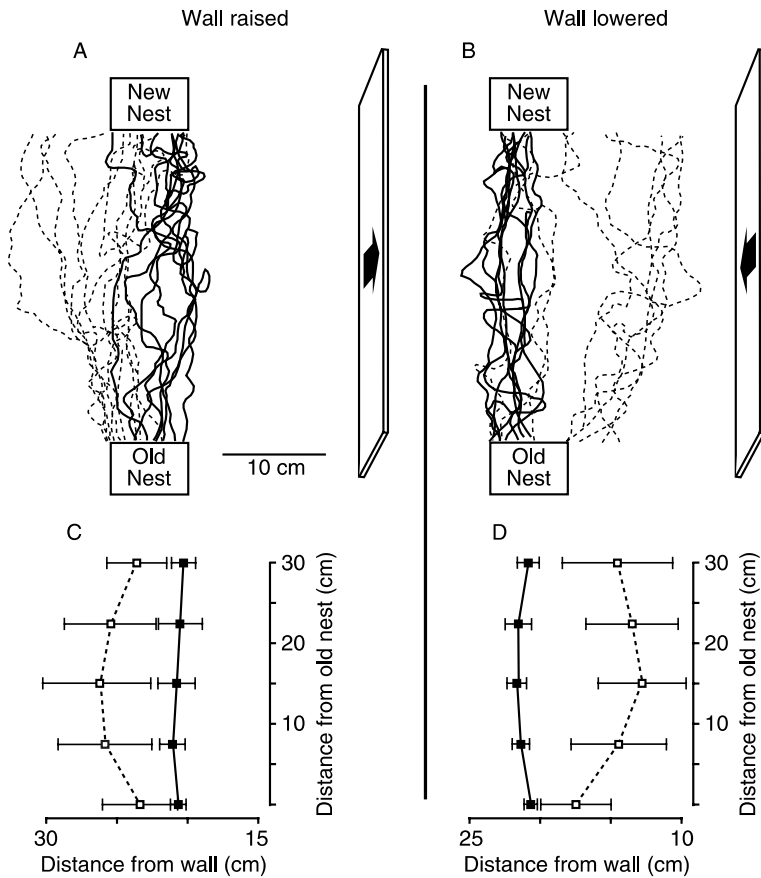 Wall raised
Wall lowered
A
B
New
Nest
New
Nest
Old
Nest
10 cm
Old
Nest
C
D
30
20
10
Distance from old nest (cm)
30
20
10
Distance from old nest (cm)
30
15
Distance from wall (cm)
25
10
Distance from wall (cm)